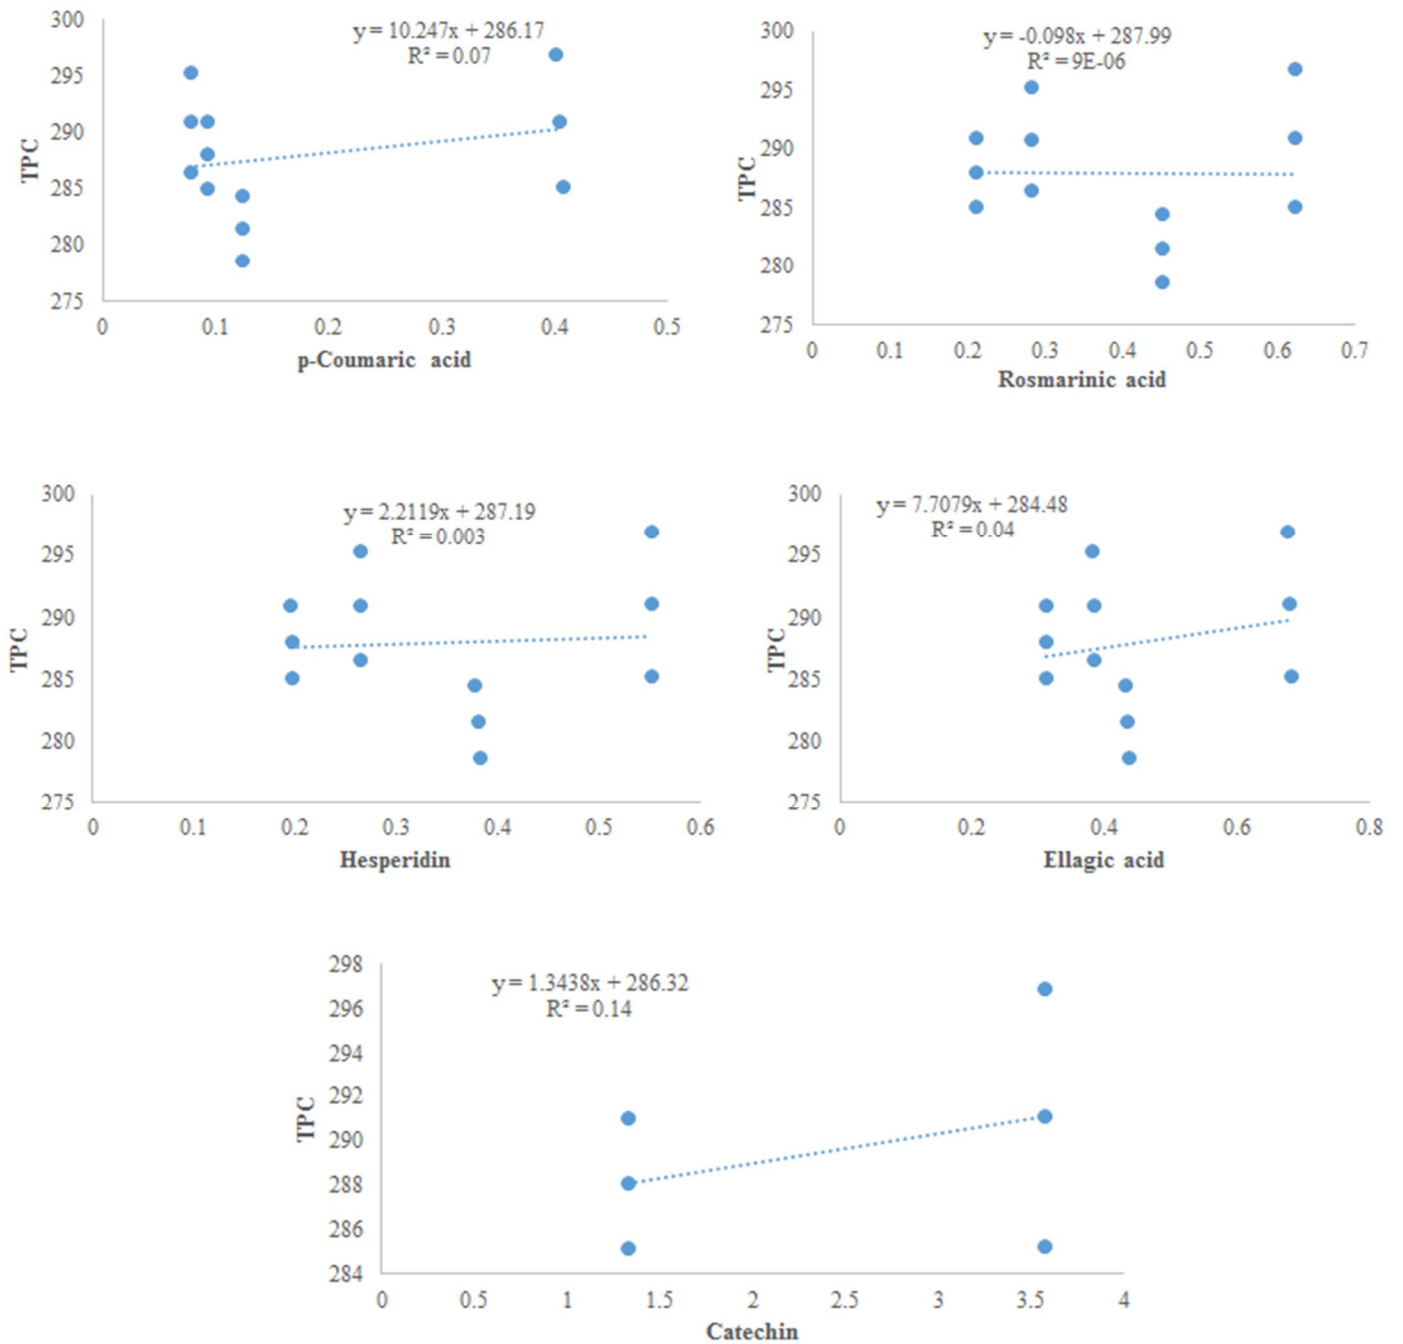 y = 10.247x + 286.17
R² = 0.07
300
295
290
285
280
275
TPC
0 0.1 0.2 0.3 0.4 0.5
p-Coumaric acid
y = -0.098x + 287.99
R² = 9E-06
300
295
290
285
280
275
TPC
0 0.1 0.2 0.3 0.4 0.5 0.6 0.7
Rosmarinic acid
y = 2.2119x + 287.19
R² = 0.003
300
295
290
285
280
275
TPC
0 0.1 0.2 0.3 0.4 0.5 0.6
Hesperidin
y = 7.7079x + 284.48
R² = 0.04
300
295
290
285
280
275
TPC
0 0.2 0.4 0.6 0.8
Ellagic acid
y = 1.3438x + 286.32
R² = 0.14
298
296
294
292
290
288
286
284
TPC
0 0.5 1 1.5 2 2.5 3 3.5 4
Catechin